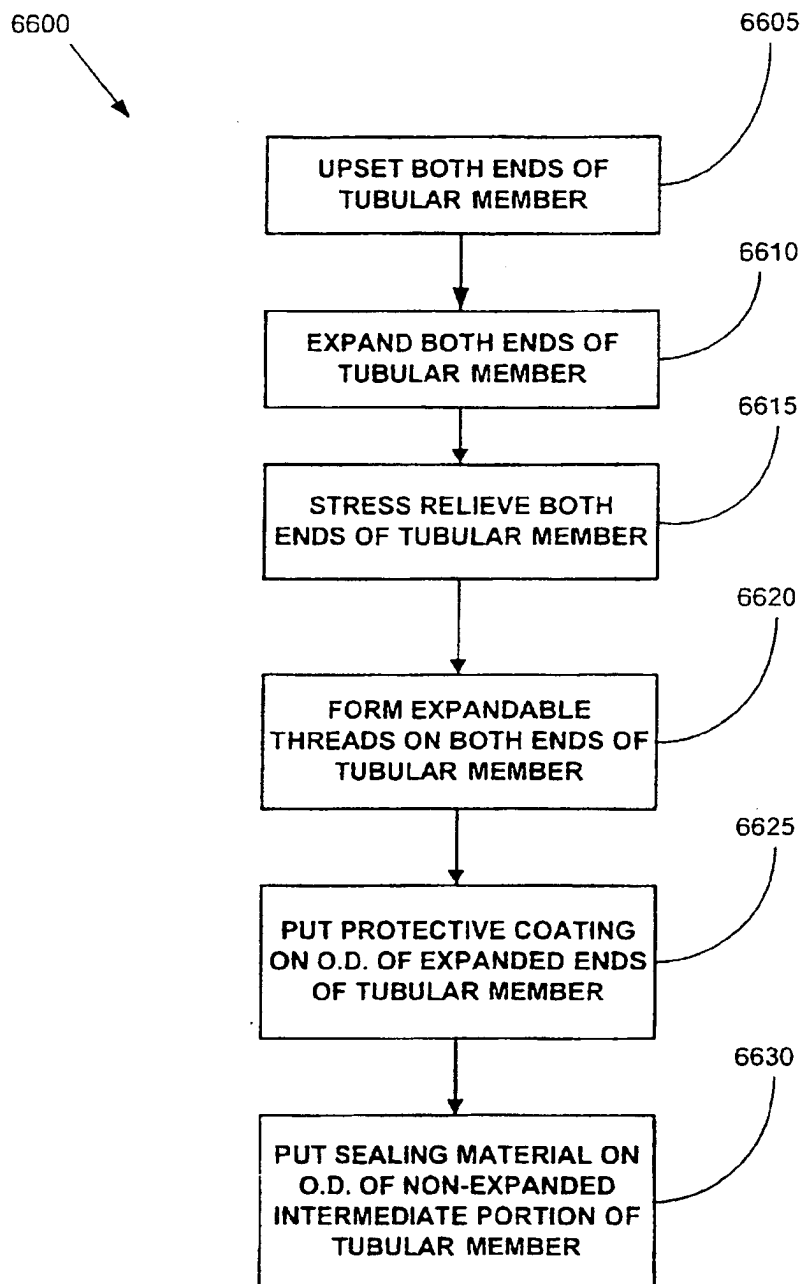 6600
6605
UPSET BOTH ENDS OF
TUBULAR MEMBER
6610
EXPAND BOTH ENDS OF
TUBULAR MEMBER
6615
STRESS RELIEVE BOTH
ENDS OF TUBULAR MEMBER
6620
FORM EXPANDABLE
THREADS ON BOTH ENDS OF
TUBULAR MEMBER
6625
PUT PROTECTIVE COATING
ON O.D. OF EXPANDED ENDS
OF TUBULAR MEMBER
6630
PUT SEALING MATERIAL ON
O.D. OF NON-EXPANDED
INTERMEDIATE PORTION OF
TUBULAR MEMBER